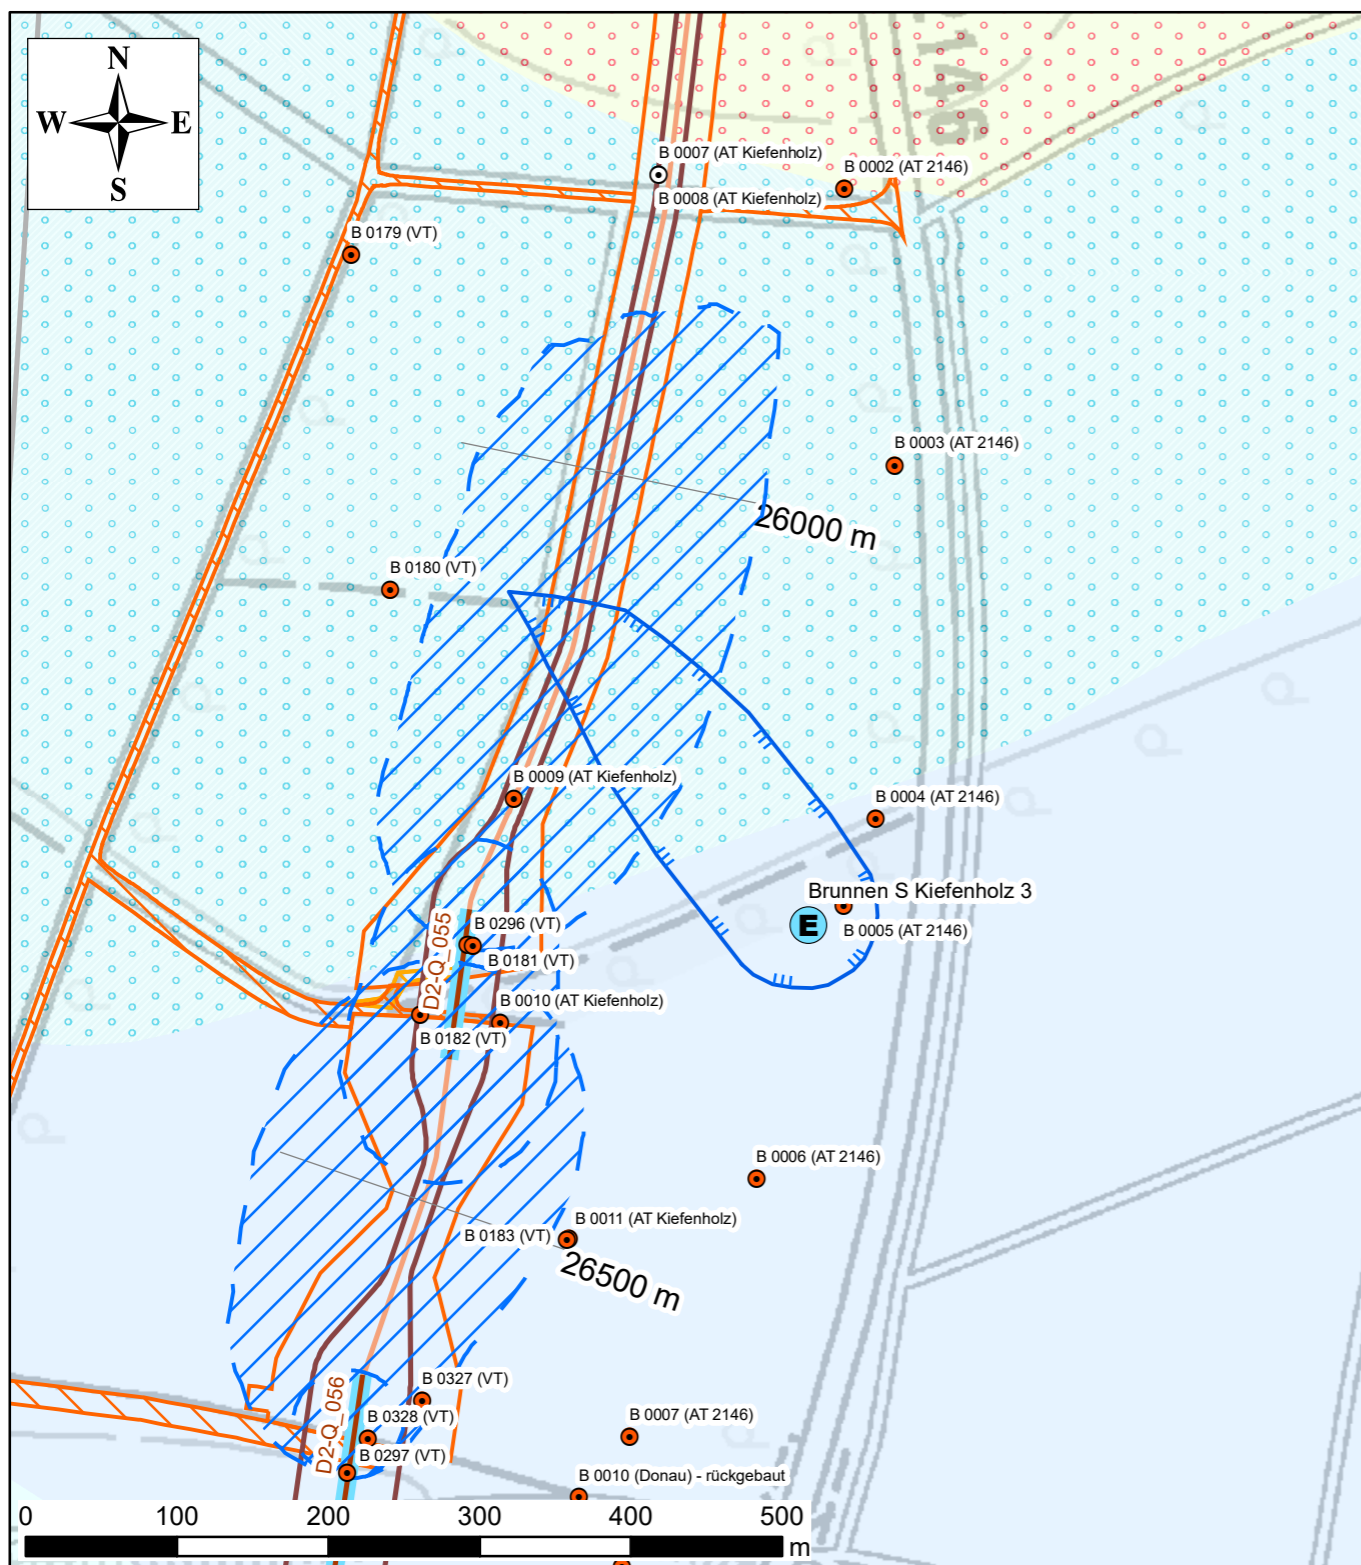 N
W E
S
2146
B 0007 (AT Kiefenholz)
B 0002 (AT 2146)
B 0008 (AT Kiefenholz)
B 0179 (VT)
B 0003 (AT 2146)
26000 m
B 0180 (VT)
B 0009 (AT Kiefenholz)
B 0004 (AT 2146)
Brunnen S Kiefenholz 3
E
B 0005 (AT 2146)
D2-Q_055
B 0296 (VT)
B 0181 (VT)
B 0010 (AT Kiefenholz)
B 0182 (VT)
B 0006 (AT 2146)
B 0011 (AT Kiefenholz)
B 0183 (VT)
26500 m
D2-Q_056
B 0327 (VT)
B 0328 (VT)
B 0007 (AT 2146)
B 0297 (VT)
B 0010 (Donau) - rückgebaut
0 100 200 300 400 500
m